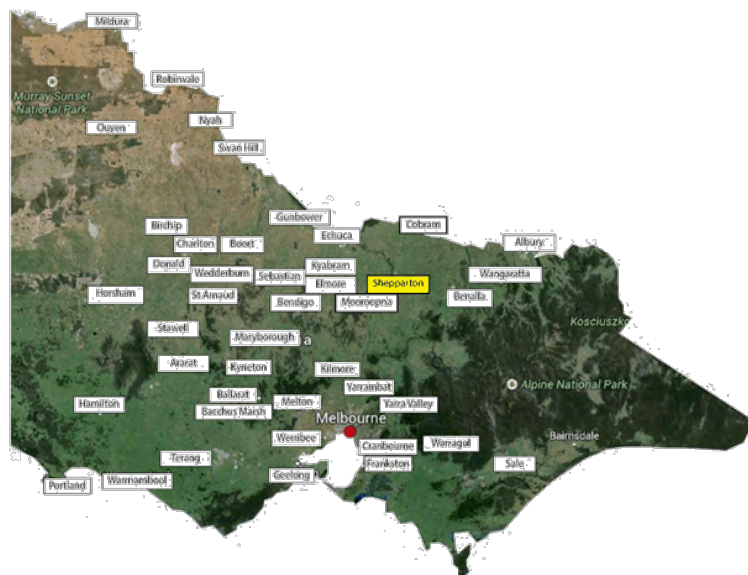 Mildura
Robinvale
Murray Sunset
National Park
Ouyen
Nyah
Swan Hill
Gunbower
Cobram
Birchip
Echuca
Charlton
Boort
Albury
Donald
Wedderburn
Kyabram
Sebastian
Wangaratta
Elmore
Shepparton
Horsham
St Arnaud
Bendigo
Mooroopna
Benalla
Kosciuszko
Stawell
Maryborough
a
Ararat
Kyneton
Kilmore
Yarrambat
Alpine National Park
Ballarat
Melton
Hamilton
Bacchus Marsh
Yarra Valley
Melbourne
Werribee
Cranbourne
Warragul
Bairnsdale
Terang
Frankston
Sale
Geelong
Portland
Warrnambool